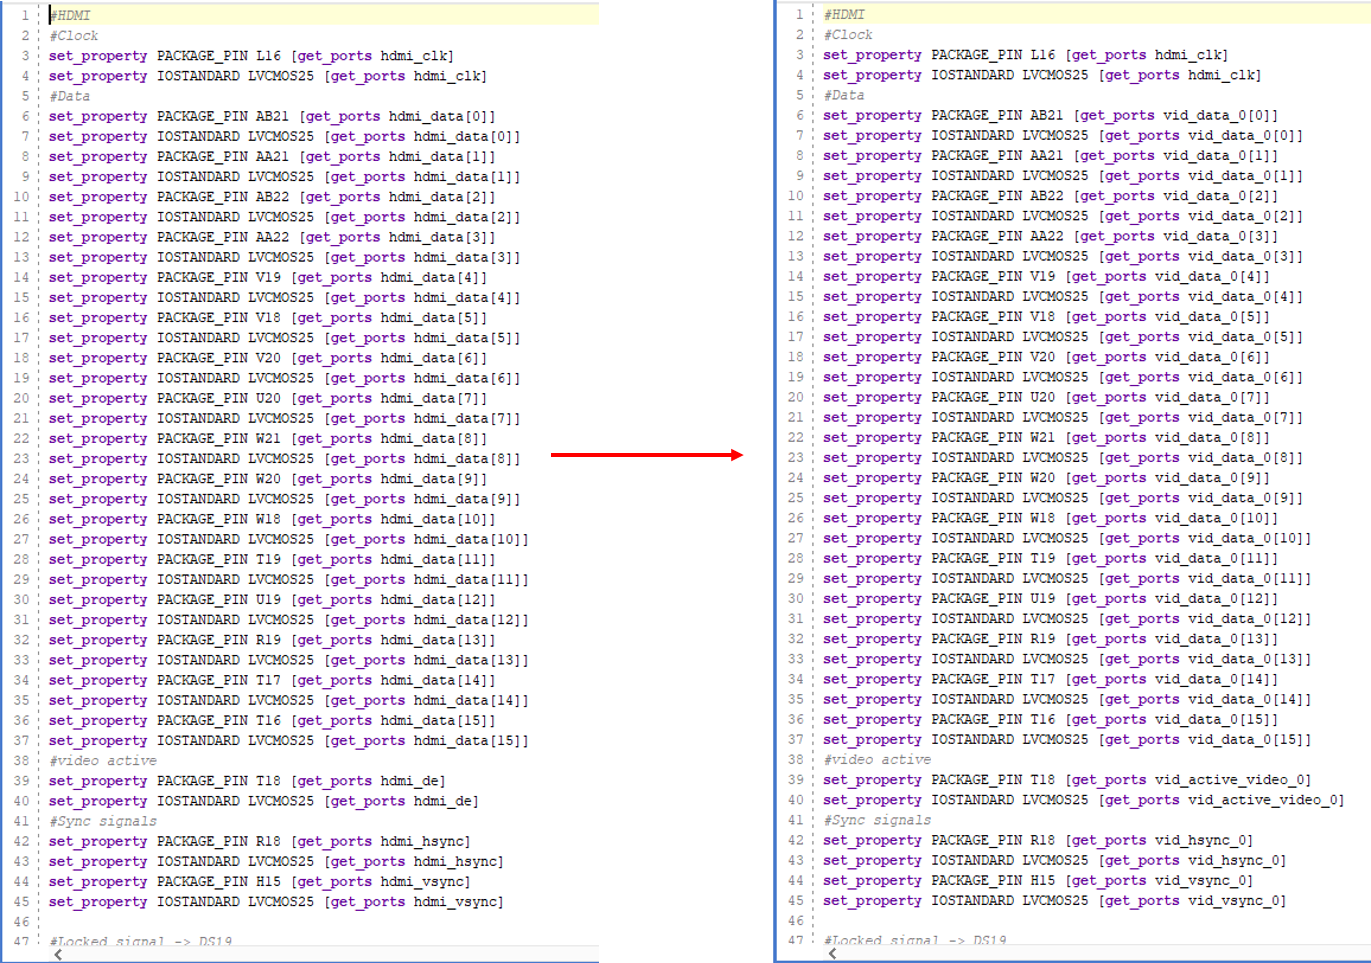 1 #HDMI
2 #Clock
3 set_property PACKAGE_PIN L16 [get_ports hdmi_clk]
4 set_property IOSTANDARD LVCMOS25 [get_ports hdmi_clk]
5 #Data
6 set_property PACKAGE_PIN AB21 [get_ports hdmi_data[0]]
7 set_property IOSTANDARD LVCMOS25 [get_ports hdmi_data[0]]
8 set_property PACKAGE_PIN AA21 [get_ports hdmi_data[1]]
9 set_property IOSTANDARD LVCMOS25 [get_ports hdmi_data[1]]
10 set_property PACKAGE_PIN AB22 [get_ports hdmi_data[2]]
11 set_property IOSTANDARD LVCMOS25 [get_ports hdmi_data[2]]
12 set_property PACKAGE_PIN AA22 [get_ports hdmi_data[3]]
13 set_property IOSTANDARD LVCMOS25 [get_ports hdmi_data[3]]
14 set_property PACKAGE_PIN V19 [get_ports hdmi_data[4]]
15 set_property IOSTANDARD LVCMOS25 [get_ports hdmi_data[4]]
16 set_property PACKAGE_PIN V18 [get_ports hdmi_data[5]]
17 set_property IOSTANDARD LVCMOS25 [get_ports hdmi_data[5]]
18 set_property PACKAGE_PIN V20 [get_ports hdmi_data[6]]
19 set_property IOSTANDARD LVCMOS25 [get_ports hdmi_data[6]]
20 set_property PACKAGE_PIN U20 [get_ports hdmi_data[7]]
21 set_property IOSTANDARD LVCMOS25 [get_ports hdmi_data[7]]
22 set_property PACKAGE_PIN W21 [get_ports hdmi_data[8]]
23 set_property IOSTANDARD LVCMOS25 [get_ports hdmi_data[8]]
24 set_property PACKAGE_PIN W20 [get_ports hdmi_data[9]]
25 set_property IOSTANDARD LVCMOS25 [get_ports hdmi_data[9]]
26 set_property PACKAGE_PIN W18 [get_ports hdmi_data[10]]
27 set_property IOSTANDARD LVCMOS25 [get_ports hdmi_data[10]]
28 set_property PACKAGE_PIN T19 [get_ports hdmi_data[11]]
29 set_property IOSTANDARD LVCMOS25 [get_ports hdmi_data[11]]
30 set_property PACKAGE_PIN U19 [get_ports hdmi_data[12]]
31 set_property IOSTANDARD LVCMOS25 [get_ports hdmi_data[12]]
32 set_property PACKAGE_PIN R19 [get_ports hdmi_data[13]]
33 set_property IOSTANDARD LVCMOS25 [get_ports hdmi_data[13]]
34 set_property PACKAGE_PIN T17 [get_ports hdmi_data[14]]
35 set_property IOSTANDARD LVCMOS25 [get_ports hdmi_data[14]]
36 set_property PACKAGE_PIN T16 [get_ports hdmi_data[15]]
37 set_property IOSTANDARD LVCMOS25 [get_ports hdmi_data[15]]
38 #video active
39 set_property PACKAGE_PIN T18 [get_ports hdmi_de]
40 set_property IOSTANDARD LVCMOS25 [get_ports hdmi_de]
41 #Sync signals
42 set_property PACKAGE_PIN R18 [get_ports hdmi_hsync]
43 set_property IOSTANDARD LVCMOS25 [get_ports hdmi_hsync]
44 set_property PACKAGE_PIN H15 [get_ports hdmi_vsync]
45 set_property IOSTANDARD LVCMOS25 [get_ports hdmi_vsync]
46
47 #Locked signal -> DS19
1 #HDMI
2 #Clock
3 set_property PACKAGE_PIN L16 [get_ports hdmi_clk]
4 set_property IOSTANDARD LVCMOS25 [get_ports hdmi_clk]
5 #Data
6 set_property PACKAGE_PIN AB21 [get_ports vid_data_0[0]]
7 set_property IOSTANDARD LVCMOS25 [get_ports vid_data_0[0]]
8 set_property PACKAGE_PIN AA21 [get_ports vid_data_0[1]]
9 set_property IOSTANDARD LVCMOS25 [get_ports vid_data_0[1]]
10 set_property PACKAGE_PIN AB22 [get_ports vid_data_0[2]]
11 set_property IOSTANDARD LVCMOS25 [get_ports vid_data_0[2]]
12 set_property PACKAGE_PIN AA22 [get_ports vid_data_0[3]]
13 set_property IOSTANDARD LVCMOS25 [get_ports vid_data_0[3]]
14 set_property PACKAGE_PIN V19 [get_ports vid_data_0[4]]
15 set_property IOSTANDARD LVCMOS25 [get_ports vid_data_0[4]]
16 set_property PACKAGE_PIN V18 [get_ports vid_data_0[5]]
17 set_property IOSTANDARD LVCMOS25 [get_ports vid_data_0[5]]
18 set_property PACKAGE_PIN V20 [get_ports vid_data_0[6]]
19 set_property IOSTANDARD LVCMOS25 [get_ports vid_data_0[6]]
20 set_property PACKAGE_PIN U20 [get_ports vid_data_0[7]]
21 set_property IOSTANDARD LVCMOS25 [get_ports vid_data_0[7]]
22 set_property PACKAGE_PIN W21 [get_ports vid_data_0[8]]
23 set_property IOSTANDARD LVCMOS25 [get_ports vid_data_0[8]]
24 set_property PACKAGE_PIN W20 [get_ports vid_data_0[9]]
25 set_property IOSTANDARD LVCMOS25 [get_ports vid_data_0[9]]
26 set_property PACKAGE_PIN W18 [get_ports vid_data_0[10]]
27 set_property IOSTANDARD LVCMOS25 [get_ports vid_data_0[10]]
28 set_property PACKAGE_PIN T19 [get_ports vid_data_0[11]]
29 set_property IOSTANDARD LVCMOS25 [get_ports vid_data_0[11]]
30 set_property PACKAGE_PIN U19 [get_ports vid_data_0[12]]
31 set_property IOSTANDARD LVCMOS25 [get_ports vid_data_0[12]]
32 set_property PACKAGE_PIN R19 [get_ports vid_data_0[13]]
33 set_property IOSTANDARD LVCMOS25 [get_ports vid_data_0[13]]
34 set_property PACKAGE_PIN T17 [get_ports vid_data_0[14]]
35 set_property IOSTANDARD LVCMOS25 [get_ports vid_data_0[14]]
36 set_property PACKAGE_PIN T16 [get_ports vid_data_0[15]]
37 set_property IOSTANDARD LVCMOS25 [get_ports vid_data_0[15]]
38 #video active
39 set_property PACKAGE_PIN T18 [get_ports vid_active_video_0]
40 set_property IOSTANDARD LVCMOS25 [get_ports vid_active_video_0]
41 #Sync signals
42 set_property PACKAGE_PIN R18 [get_ports vid_hsync_0]
43 set_property IOSTANDARD LVCMOS25 [get_ports vid_hsync_0]
44 set_property PACKAGE_PIN H15 [get_ports vid_vsync_0]
45 set_property IOSTANDARD LVCMOS25 [get_ports vid_vsync_0]
46
47 #Locked signal -> DS19